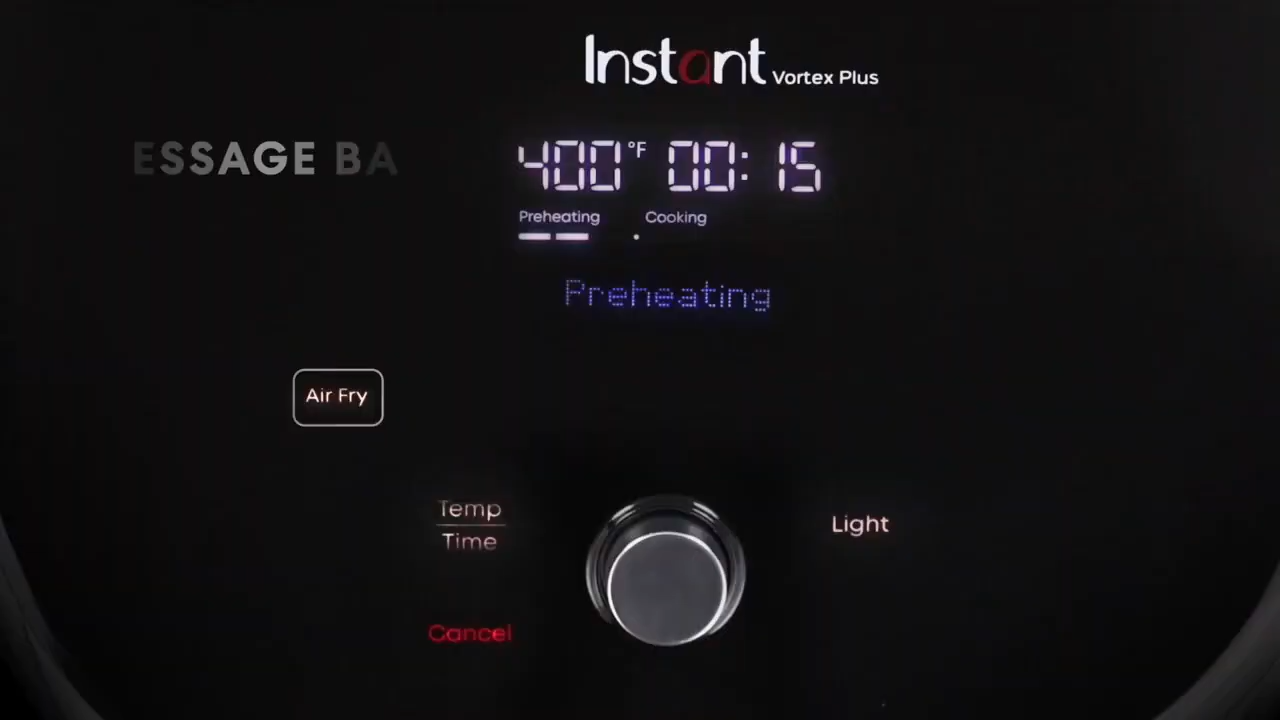 Instant Vortex Plus
ESSAGE BA
400°F 00:15
Preheating Cooking
Preheating
Air Fry
Temp
Time
Light
Cancel